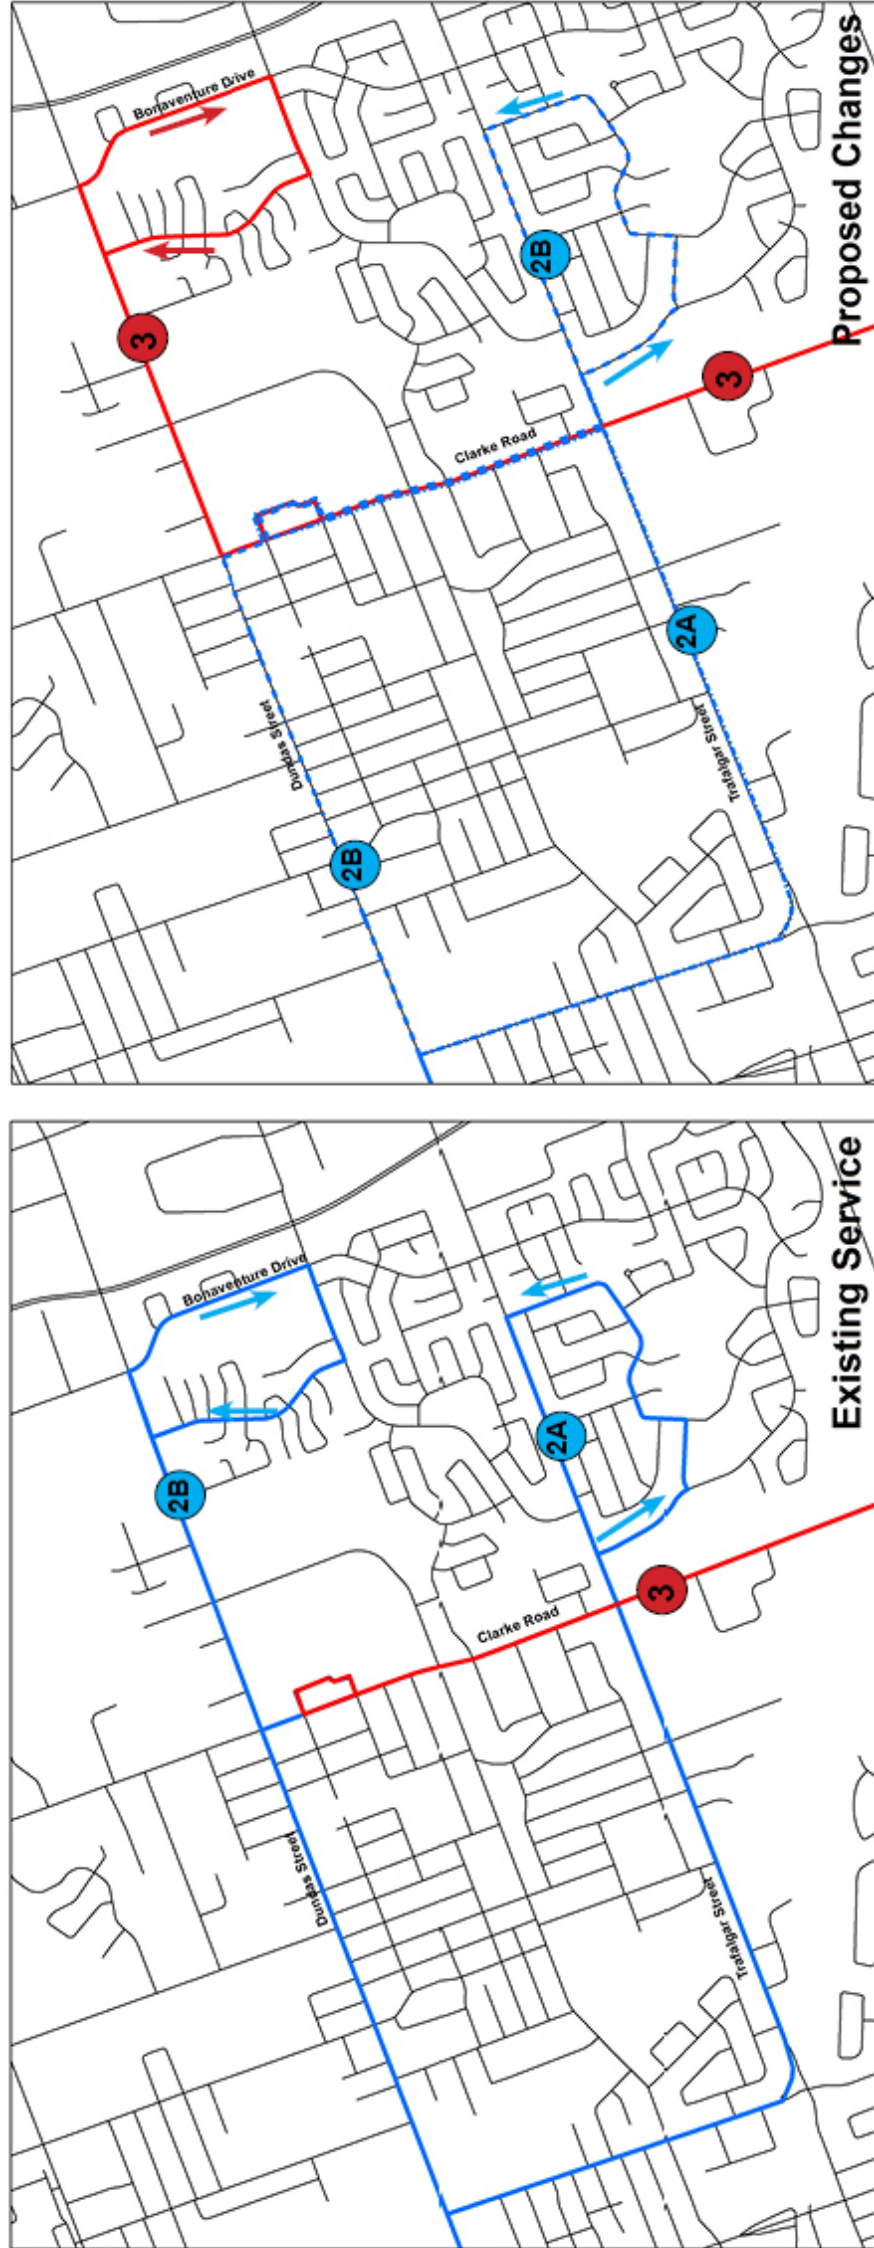 Existing Service
Bonaventure Drive
2B
2A
3
Clarke Road
Dundas Street
Trafalgar Street
Proposed Changes
Bonaventure Drive
3
2B
3
Clarke Road
Dundas Street
2B
2A
Trafalgar Street